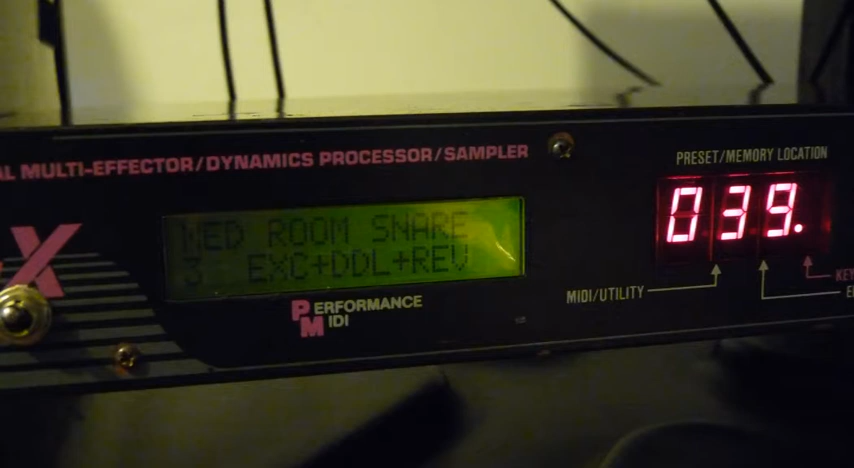 AL MULTI-EFFECTOR/DYNAMICS PROCESSOR/SAMPLER
PRESET/MEMORY LOCATION
X
MED ROOM SNARE
3 EXC+DDL+REV
039.
PERFORMANCE
MIDI
MIDI/UTILITY
KEY
E